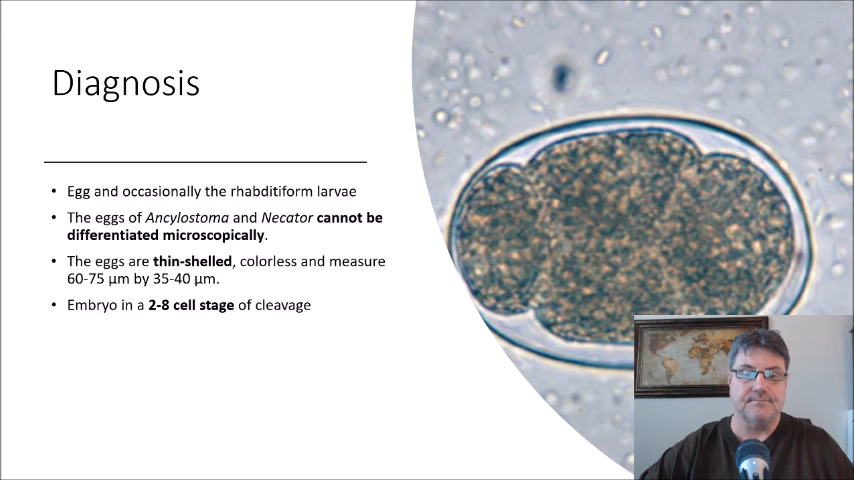 Diagnosis
• Egg and occasionally the rhabditiform larvae
• The eggs of Ancylostoma and Necator cannot be
differentiated microscopically.
• The eggs are thin-shelled, colorless and measure
60-75 µm by 35-40 µm.
• Embryo in a 2-8 cell stage of cleavage